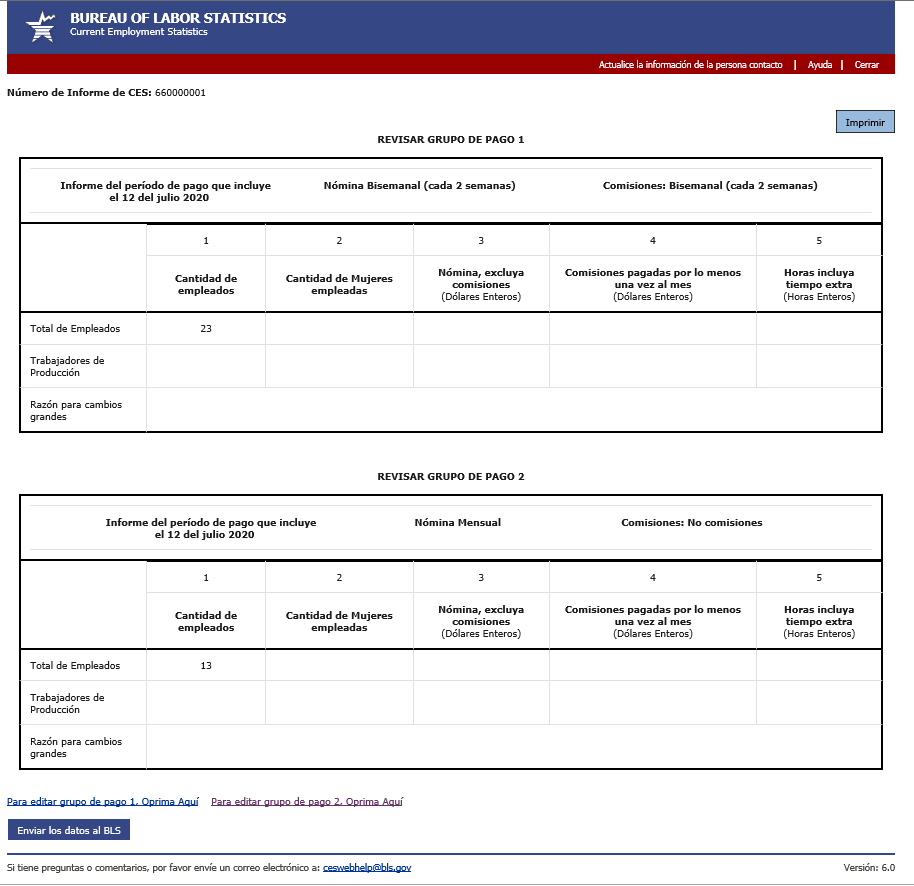 BUREAU OF LABOR STATISTICS
Current Employment Statistics
Actualice la información de la persona contacto | Ayuda | Cerrar
Número de Informe de CES: 660000001
Imprimir
REVISAR GRUPO DE PAGO 1
Informe del período de pago que incluye
el 12 del julio 2020
Nómina Bisemanal (cada 2 semanas)
Comisiones: Bisemanal (cada 2 semanas)
1 2 3 4 5
Cantidad de
empleados
Cantidad de Mujeres
empleadas
Nómina, excluya
comisiones
(Dólares Enteros)
Comisiones pagadas por lo menos
una vez al mes
(Dólares Enteros)
Horas incluya
tiempo extra
(Horas Enteros)
Total de Empleados 23
Trabajadores de
Producción
Razón para cambios
grandes
REVISAR GRUPO DE PAGO 2
Informe del período de pago que incluye
el 12 del julio 2020
Nómina Mensual
Comisiones: No comisiones
1 2 3 4 5
Cantidad de
empleados
Cantidad de Mujeres
empleadas
Nómina, excluya
comisiones
(Dólares Enteros)
Comisiones pagadas por lo menos
una vez al mes
(Dólares Enteros)
Horas incluya
tiempo extra
(Horas Enteros)
Total de Empleados 13
Trabajadores de
Producción
Razón para cambios
grandes
Para editar grupo de pago 1, Oprima Aquí Para editar grupo de pago 2, Oprima Aquí
Enviar los datos al BLS
Si tiene preguntas o comentarios, por favor envíe un correo electrónico a: ceswebhelp@bls.gov Versión: 6.0